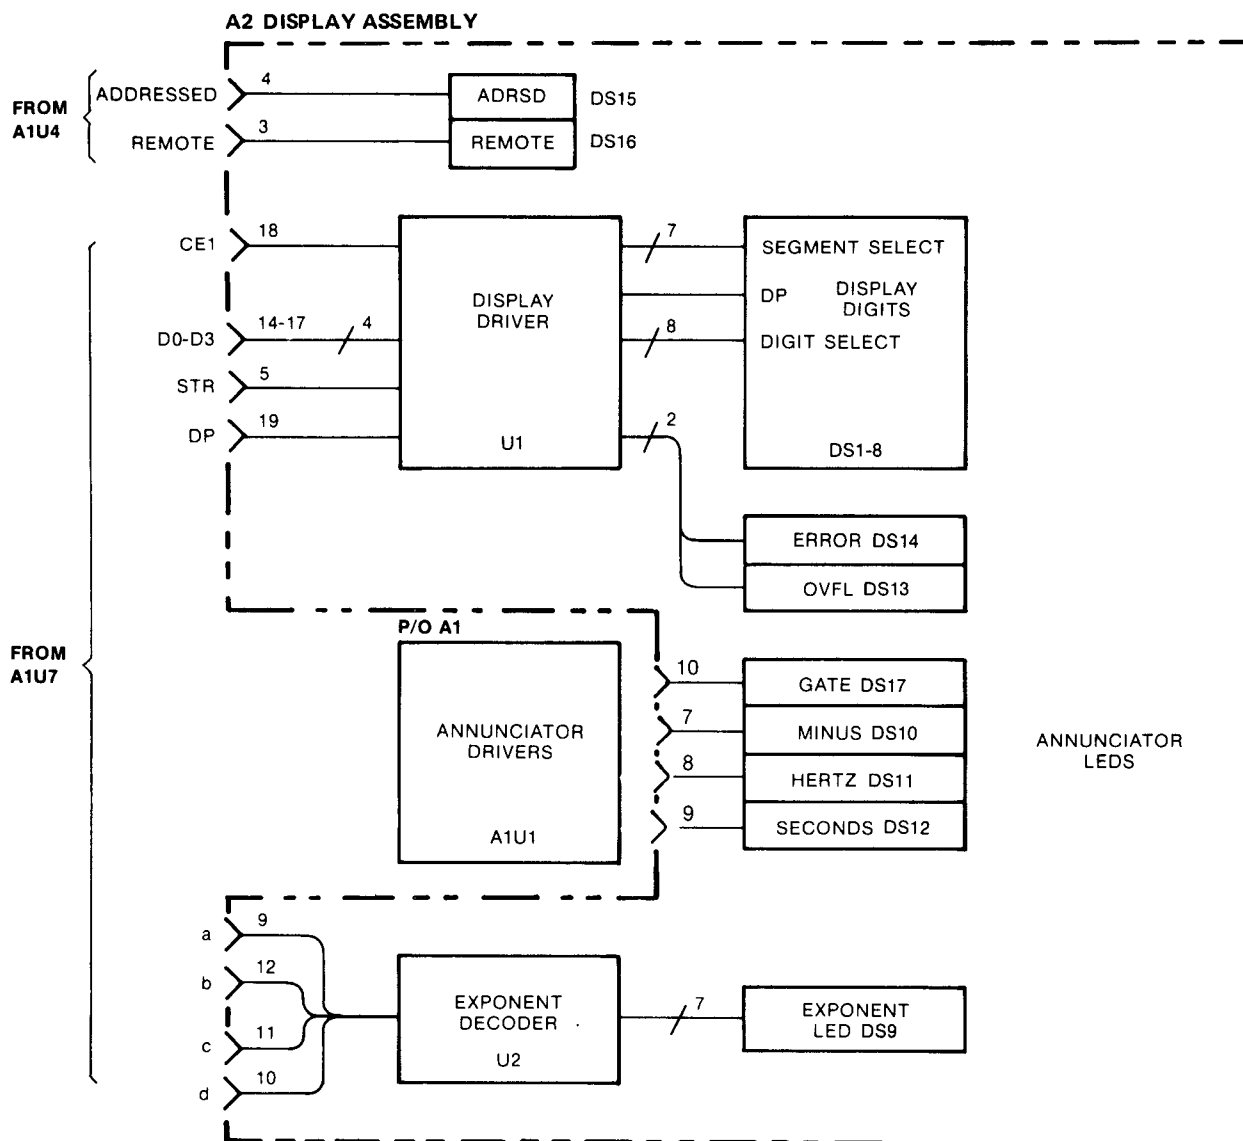 A2 DISPLAY ASSEMBLY
FROM
A1U4
ADDRESSED
4
ADRSD
DS15
REMOTE
3
REMOTE
DS16
CE1
18
D0-D3
14-17
4
STR
5
DP
19
DISPLAY
DRIVER
U1
7
SEGMENT SELECT
DP
DISPLAY
DIGITS
8
DIGIT SELECT
DS1-8
2
ERROR DS14
OVFL DS13
FROM
A1U7
P/O A1
ANNUNCIATOR
DRIVERS
A1U1
10
GATE DS17
7
MINUS DS10
8
HERTZ DS11
9
SECONDS DS12
ANNUNCIATOR
LEDS
a
9
b
12
c
11
d
10
EXPONENT
DECODER
U2
7
EXPONENT
LED DS9